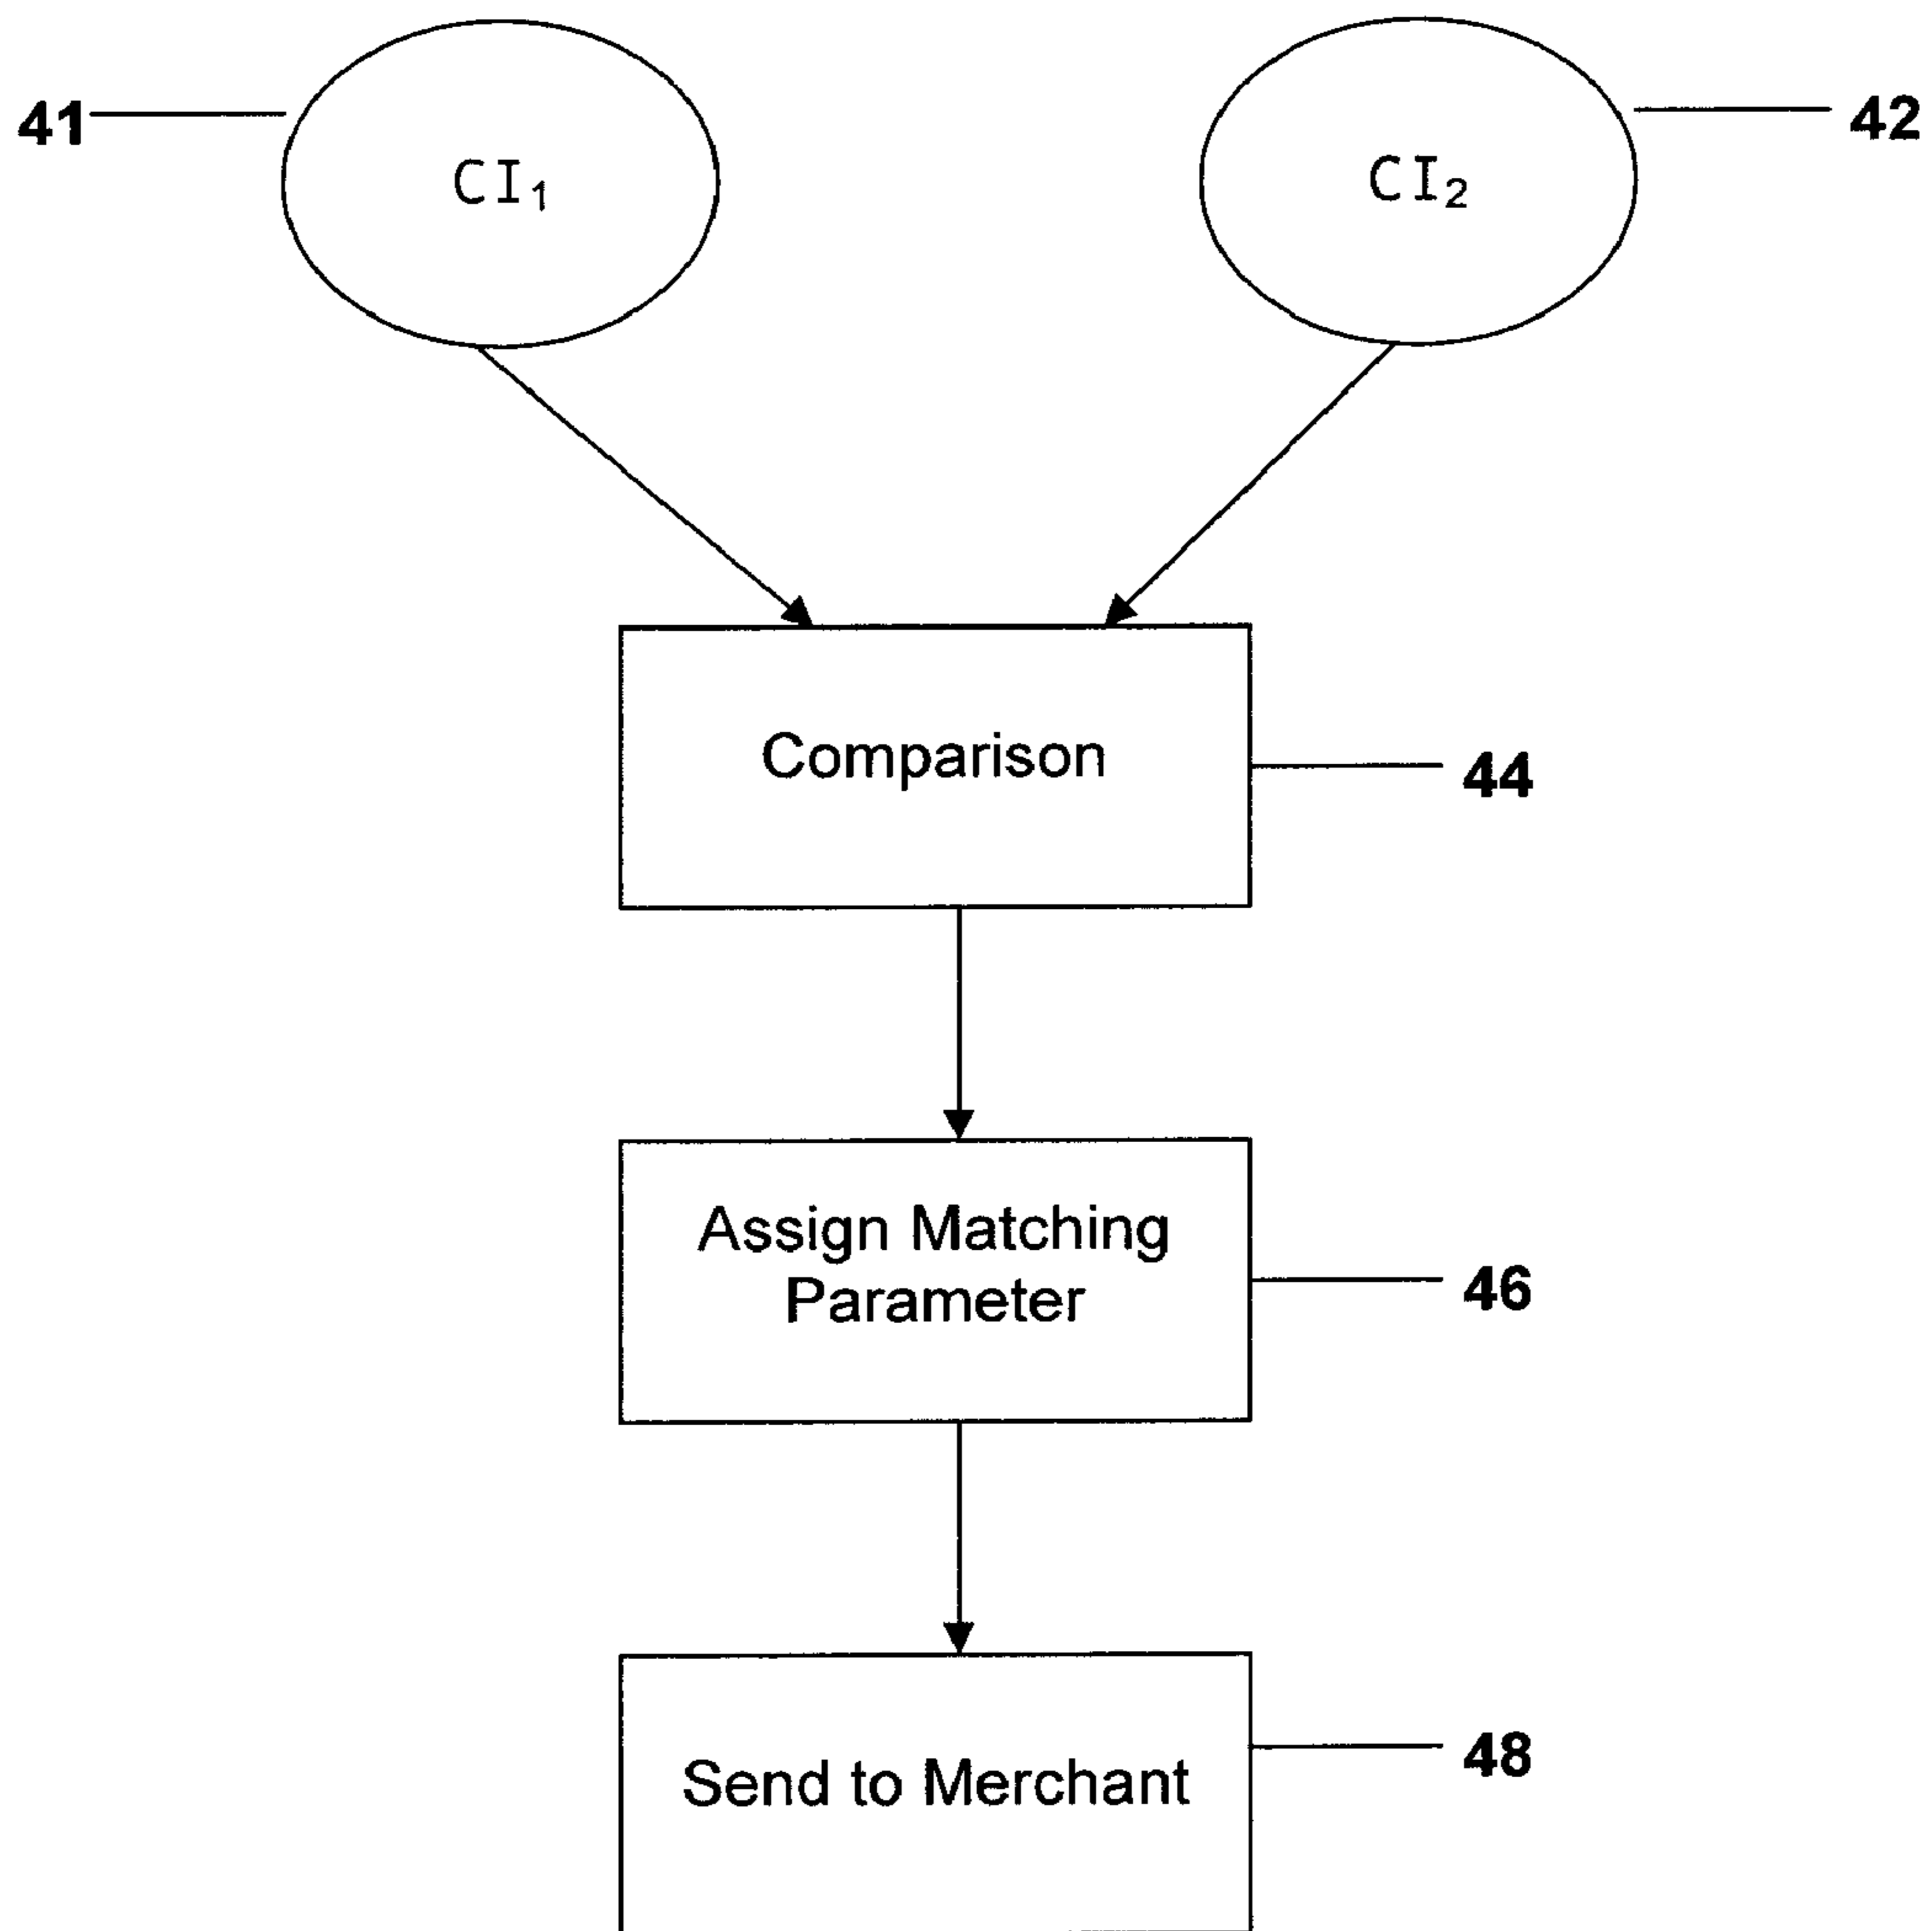 41
CI₁
CI₂
42
Comparison
44
Assign Matching
Parameter
46
Send to Merchant
48